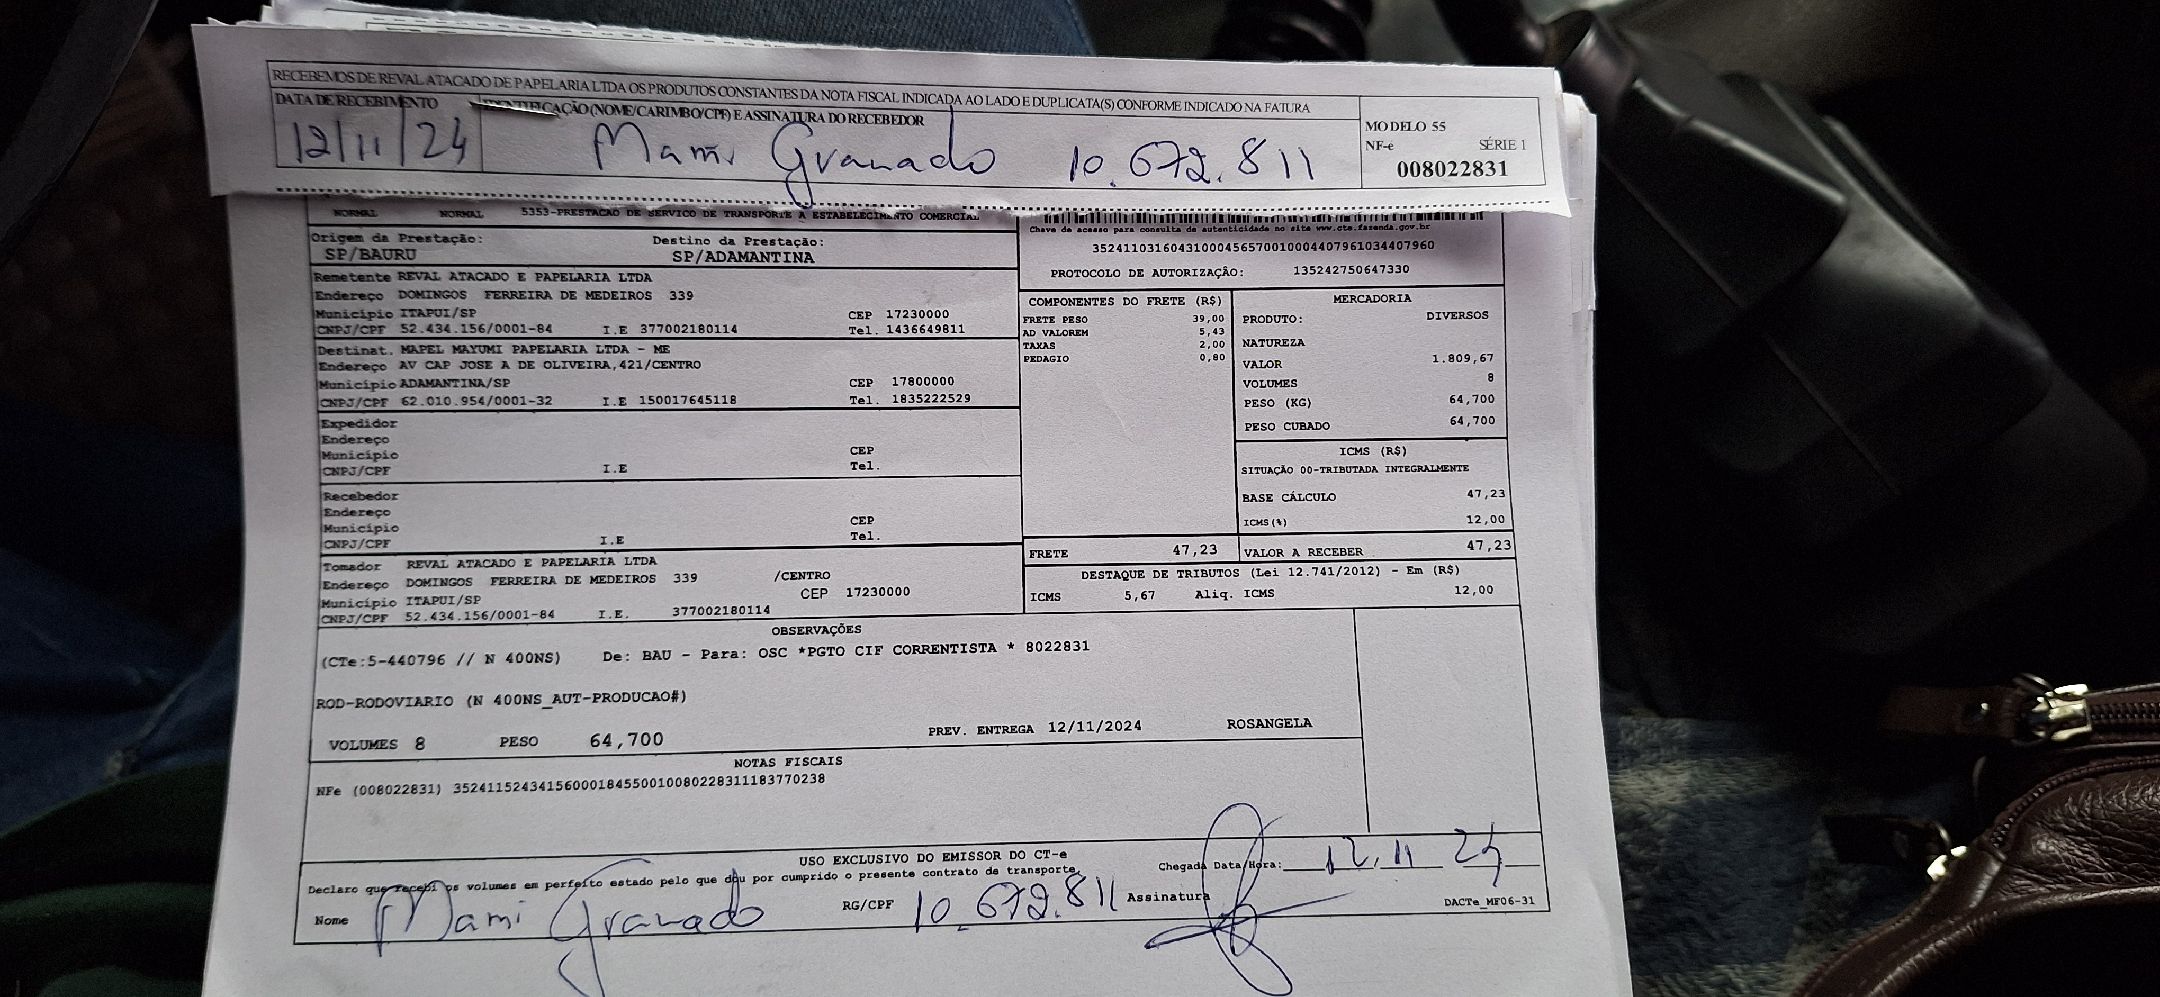 RECEBEMOS DE REVAL ATACADO DE PAPELARIA LTDA OS PRODUTOS CONSTANTES DA NOTA FISCAL INDICADA AO LADO E DUPLICATA(S) CONFORME INDICADO NA FATURA
DATA DE RECEBIMENTO
12/11/24
IDENTIFICAÇÃO (NOME/CARIMBO/CPF) E ASSINATURA DO RECEBEDOR
Granado 10.672.811
MODELO 55
NF-e SÉRIE 1
008022831
NORMAL NORMAL 5353-PRESTACAO DE SERVICO DE TRANSPORTE A ESTABELECIMENTO COMERCIAL
Chave de acesso para consulta de autenticidade no site www.cte.fazenda.gov.br
35241103160431000456570010004407961034407960
PROTOCOLO DE AUTORIZAÇÃO: 135242750647330
Origem da Prestação:
SP/BAURU
Destino da Prestação:
SP/ADAMANTINA
Remetente REVAL ATACADO E PAPELARIA LTDA
Endereço DOMINGOS FERREIRA DE MEDEIROS 339
Município ITAPUI/SP CEP 17230000
CNPJ/CPF 52.434.156/0001-84 I.E 377002180114 Tel. 1436649811
Destinat. MAPEL MAYUMI PAPELARIA LTDA - ME
Endereço AV CAP JOSE A DE OLIVEIRA,421/CENTRO
Município ADAMANTINA/SP CEP 17800000
CNPJ/CPF 62.010.954/0001-32 I.E 150017645118 Tel. 1835222529
Expedidor
Endereço
Município CEP
CNPJ/CPF I.E Tel.
Recebedor
Endereço
Município CEP
CNPJ/CPF I.E Tel.
Tomador REVAL ATACADO E PAPELARIA LTDA
Endereço DOMINGOS FERREIRA DE MEDEIROS 339 /CENTRO
Município ITAPUI/SP CEP 17230000
CNPJ/CPF 52.434.156/0001-84 I.E. 377002180114
COMPONENTES DO FRETE (R$)
FRETE PESO 39,00
AD VALOREM 5,43
TAXAS 2,00
PEDAGIO 0,80
FRETE 47,23
MERCADORIA
PRODUTO: DIVERSOS
NATUREZA
VALOR 1.809,67
VOLUMES 8
PESO (KG) 64,700
PESO CUBADO 64,700
ICMS (R$)
SITUAÇÃO 00-TRIBUTADA INTEGRALMENTE
BASE CÁLCULO 47,23
ICMS(%) 12,00
VALOR A RECEBER 47,23
DESTAQUE DE TRIBUTOS (Lei 12.741/2012) - Em (R$)
ICMS 5,67 Aliq. ICMS 12,00
OBSERVAÇÕES
(CTe:5-440796 // N 400NS) De: BAU - Para: OSC *PGTO CIF CORRENTISTA * 8022831
ROD-RODOVIARIO (N 400NS_AUT-PRODUCAO#)
VOLUMES 8 PESO 64,700 PREV. ENTREGA 12/11/2024 ROSANGELA
NOTAS FISCAIS
NFe (008022831) 35241152434156000184550010080228311183770238
USO EXCLUSIVO DO EMISSOR DO CT-e
Declaro que recebi os volumes em perfeito estado pelo que dou por cumprido o presente contrato de transporte.
Chegada Data/Hora: 12.11 24
Nome Granado RG/CPF 10.672.811 Assinatura
DACTe_MF06-31